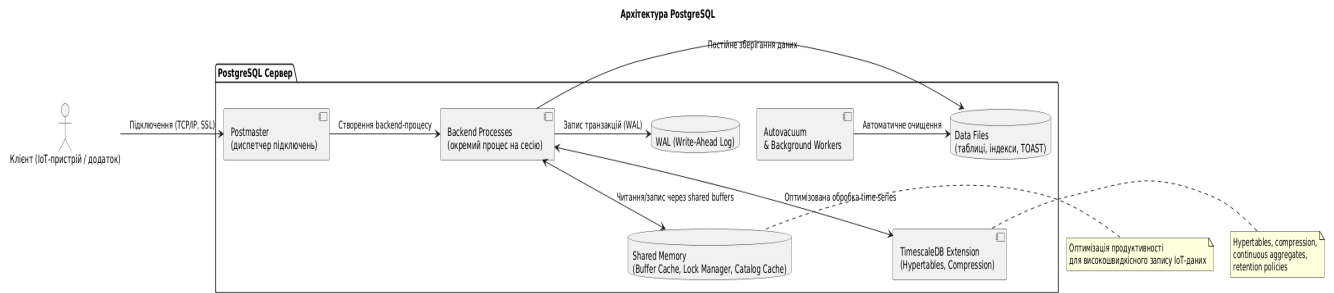 Архітектура PostgreSQL
Постійне зберігання даних
PostgreSQL Сервер
Клієнт (IoT-пристрій / додаток)
Підключення (TCP/IP, SSL)
Postmaster
(диспетчер підключень)
Створення backend-процесу
Backend Processes
(окремий процес на сесію)
Запис транзакцій (WAL)
WAL (Write-Ahead Log)
Autovacuum
& Background Workers
Автоматичне очищення
Data Files
(таблиці, індекси, TOAST)
Читання/запис через shared buffers
Оптимізована обробка time-series
Shared Memory
(Buffer Cache, Lock Manager, Catalog Cache)
TimescaleDB Extension
(Hypertables, Compression)
Оптимізація продуктивності
для високошвидкісного запису IoT-даних
Hypertables, compression,
continuous aggregates,
retention policies